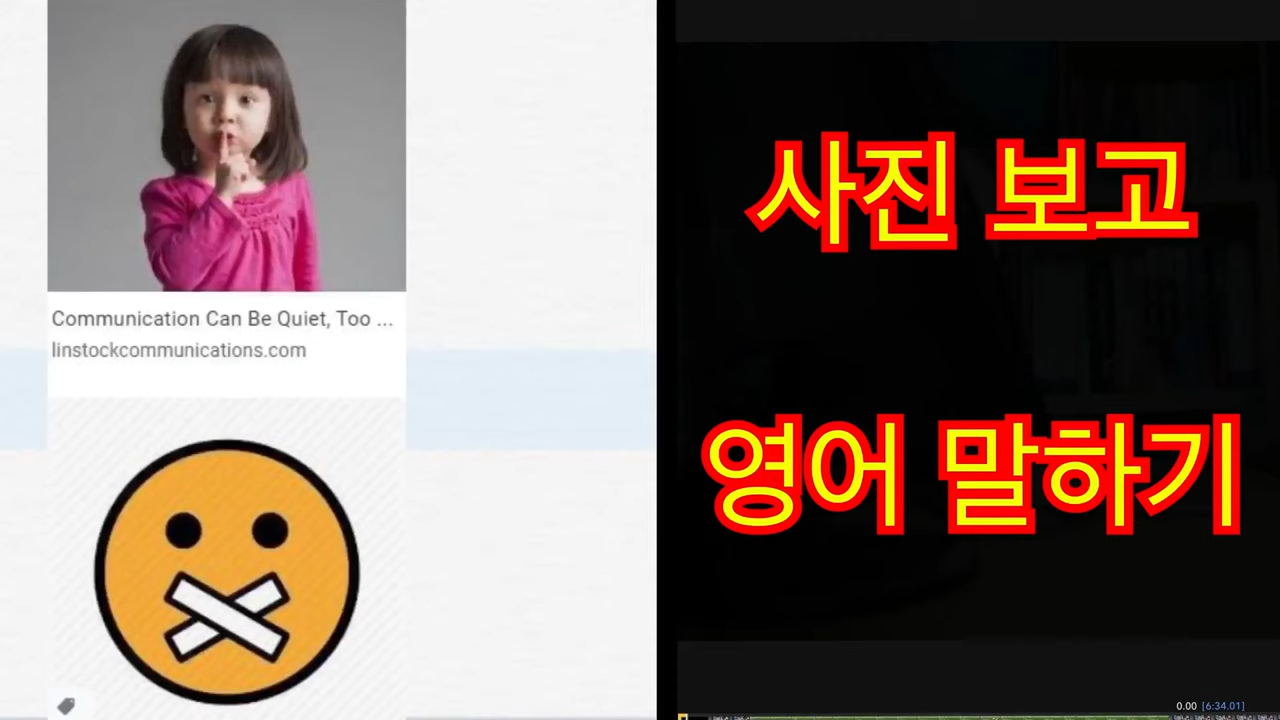 Communication Can Be Quiet, Too ...
linstockcommunications.com
사진 보고
영어 말하기
0.00 [6:34.01]